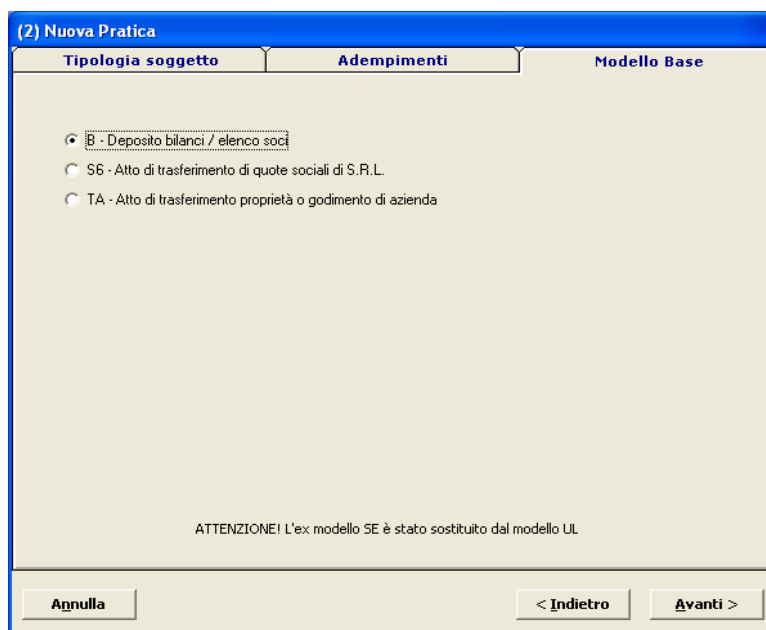 (2) Nuova Pratica
Tipologia soggetto Adempimenti Modello Base
B - Deposito bilanci / elenco soci
S6 - Atto di trasferimento di quote sociali di S.R.L.
TA - Atto di trasferimento proprietà o godimento di azienda
ATTENZIONE! L'ex modello SE è stato sostituito dal modello UL
Annulla < Indietro Avanti >